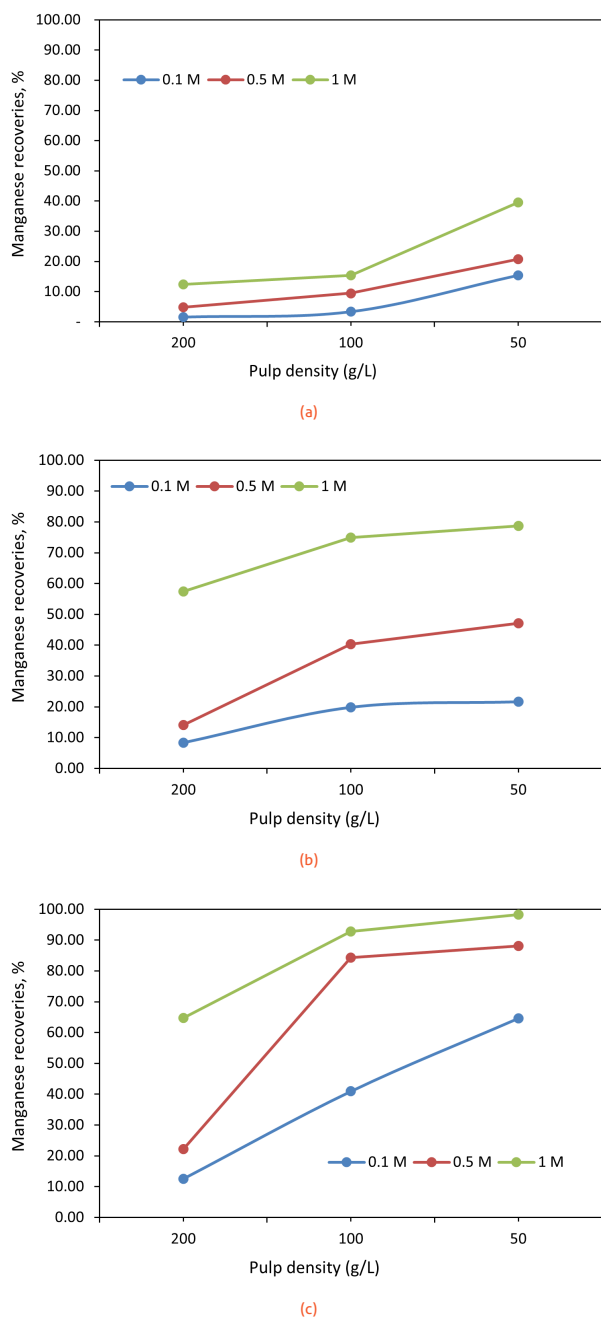 100.00
90.00
80.00
70.00
60.00
50.00
40.00
30.00
20.00
10.00
-
Manganese recoveries, %
0.1 M 0.5 M 1 M
200 100 50
Pulp density (g/L)
(a)
100.00
90.00
80.00
70.00
60.00
50.00
40.00
30.00
20.00
10.00
0.00
Manganese recoveries, %
0.1 M 0.5 M 1 M
200 100 50
Pulp density (g/L)
(b)
100.00
90.00
80.00
70.00
60.00
50.00
40.00
30.00
20.00
10.00
0.00
Manganese recoveries, %
0.1 M 0.5 M 1 M
200 100 50
Pulp density (g/L)
(c)